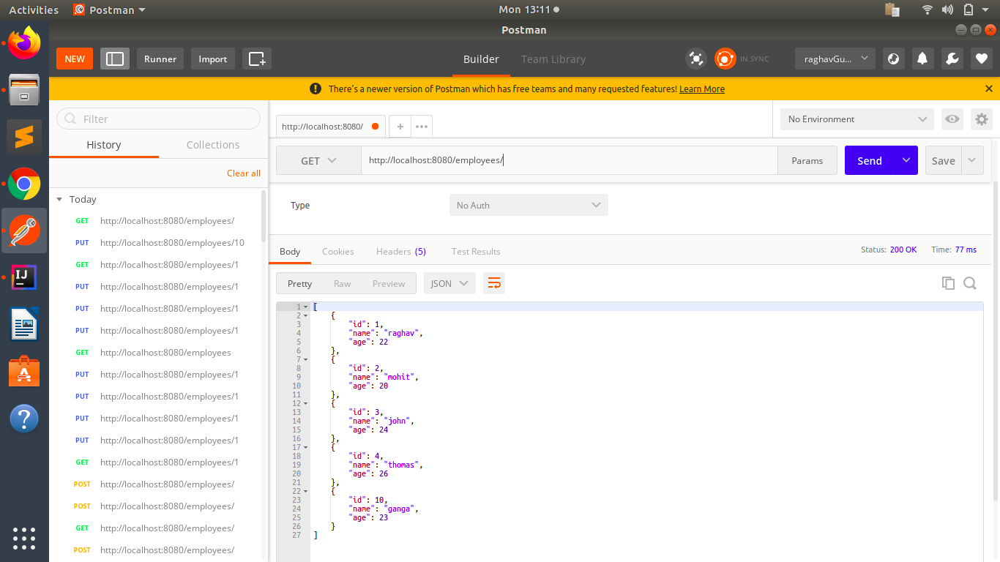 Activities Postman Mon 13:11
Postman
NEW Runner Import Builder Team Library IN SYNC raghavGu...
There's a newer version of Postman which has free teams and many requested features! Learn More
Filter
History Collections
Clear all
Today
GET http://localhost:8080/employees/
PUT http://localhost:8080/employees/10
GET http://localhost:8080/employees/1
PUT http://localhost:8080/employees/1
PUT http://localhost:8080/employees/1
PUT http://localhost:8080/employees/1
GET http://localhost:8080/employees
PUT http://localhost:8080/employees/1
PUT http://localhost:8080/employees/1
PUT http://localhost:8080/employees/1
PUT http://localhost:8080/employees/1
GET http://localhost:8080/employees/1
POST http://localhost:8080/employees/
POST http://localhost:8080/employees/
GET http://localhost:8080/employees/
POST http://localhost:8080/employees/
http://localhost:8080/ + ••• No Environment
GET http://localhost:8080/employees/ Params Send Save
Type No Auth
Body Cookies Headers (5) Test Results Status: 200 OK Time: 77 ms
Pretty Raw Preview JSON
1 [
2 {
3 "id": 1,
4 "name": "raghav",
5 "age": 22
6 },
7 {
8 "id": 2,
9 "name": "mohit",
10 "age": 20
11 },
12 {
13 "id": 3,
14 "name": "john",
15 "age": 24
16 },
17 {
18 "id": 4,
19 "name": "thomas",
20 "age": 26
21 },
22 {
23 "id": 10,
24 "name": "ganga",
25 "age": 23
26 }
27 ]
IJ